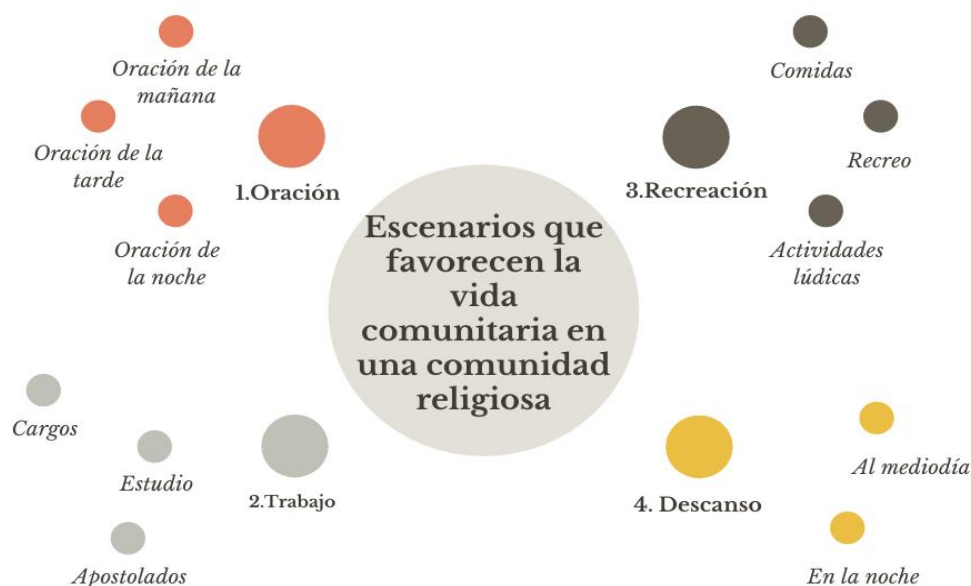 Escenarios que
favorecen la
vida
comunitaria en
una comunidad
religiosa
1.Oración
Oración de la
mañana
Oración de la
tarde
Oración de
la noche
2.Trabajo
Cargos
Estudio
Apostolados
3.Recreación
Comidas
Recreo
Actividades
lúdicas
4. Descanso
Al mediodía
En la noche